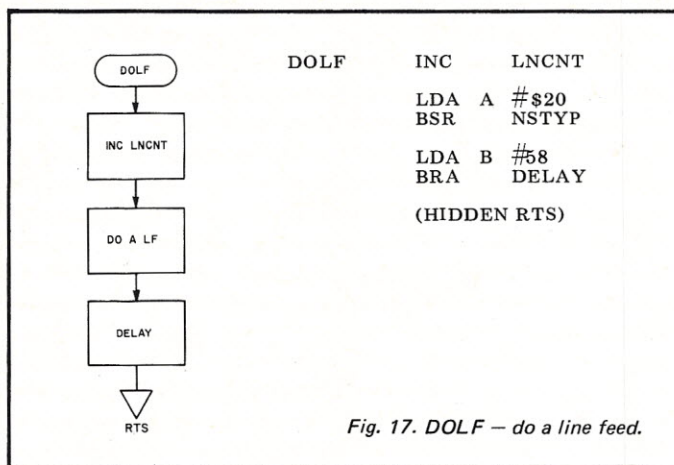 DOLF
INC LNCNT
DO A LF
DELAY
RTS
DOLF INC LNCNT
LDA A #$20
BSR NSTYP
LDA B #58
BRA DELAY
(HIDDEN RTS)
Fig. 17. DOLF — do a line feed.